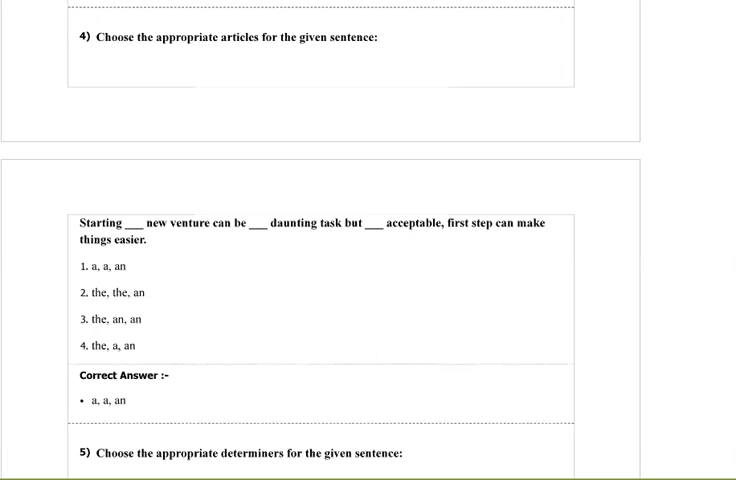 4) Choose the appropriate articles for the given sentence:
Starting ___ new venture can be ___ daunting task but ___ acceptable, first step can make
things easier.
1. a, a, an
2. the, the, an
3. the, an, an
4. the, a, an
Correct Answer :-
• a, a, an
5) Choose the appropriate determiners for the given sentence: